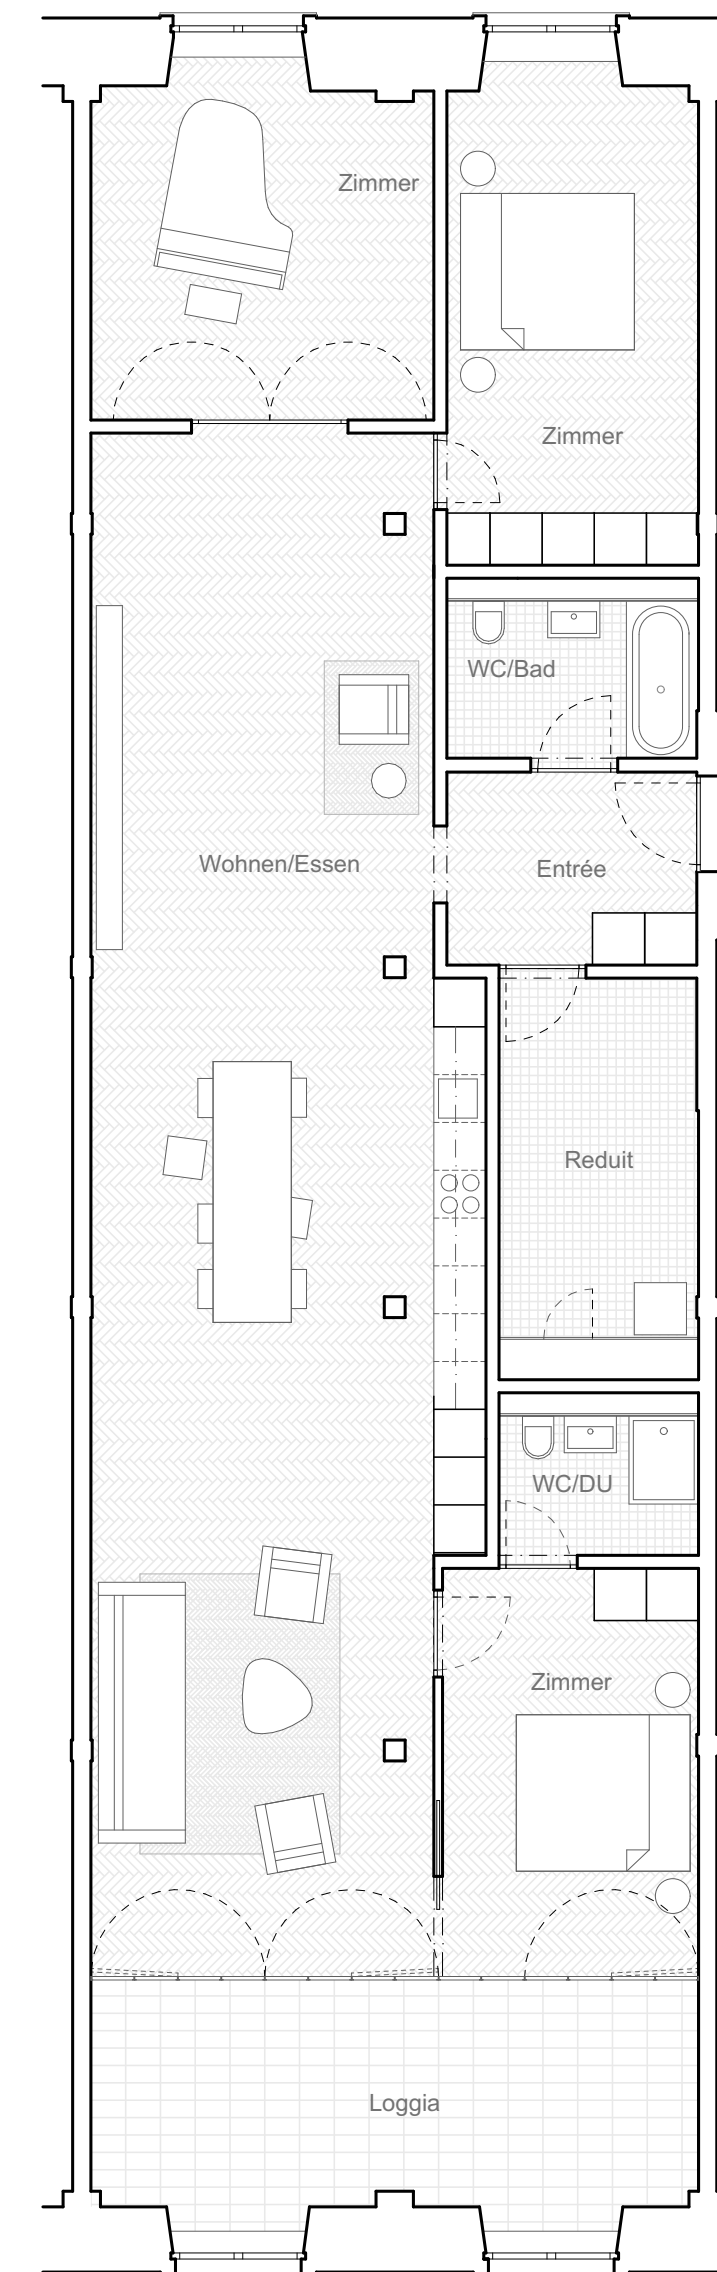 Zimmer
Zimmer
WC/Bad
Wohnen/Essen
Entrée
Reduit
WC/DU
Zimmer
Loggia